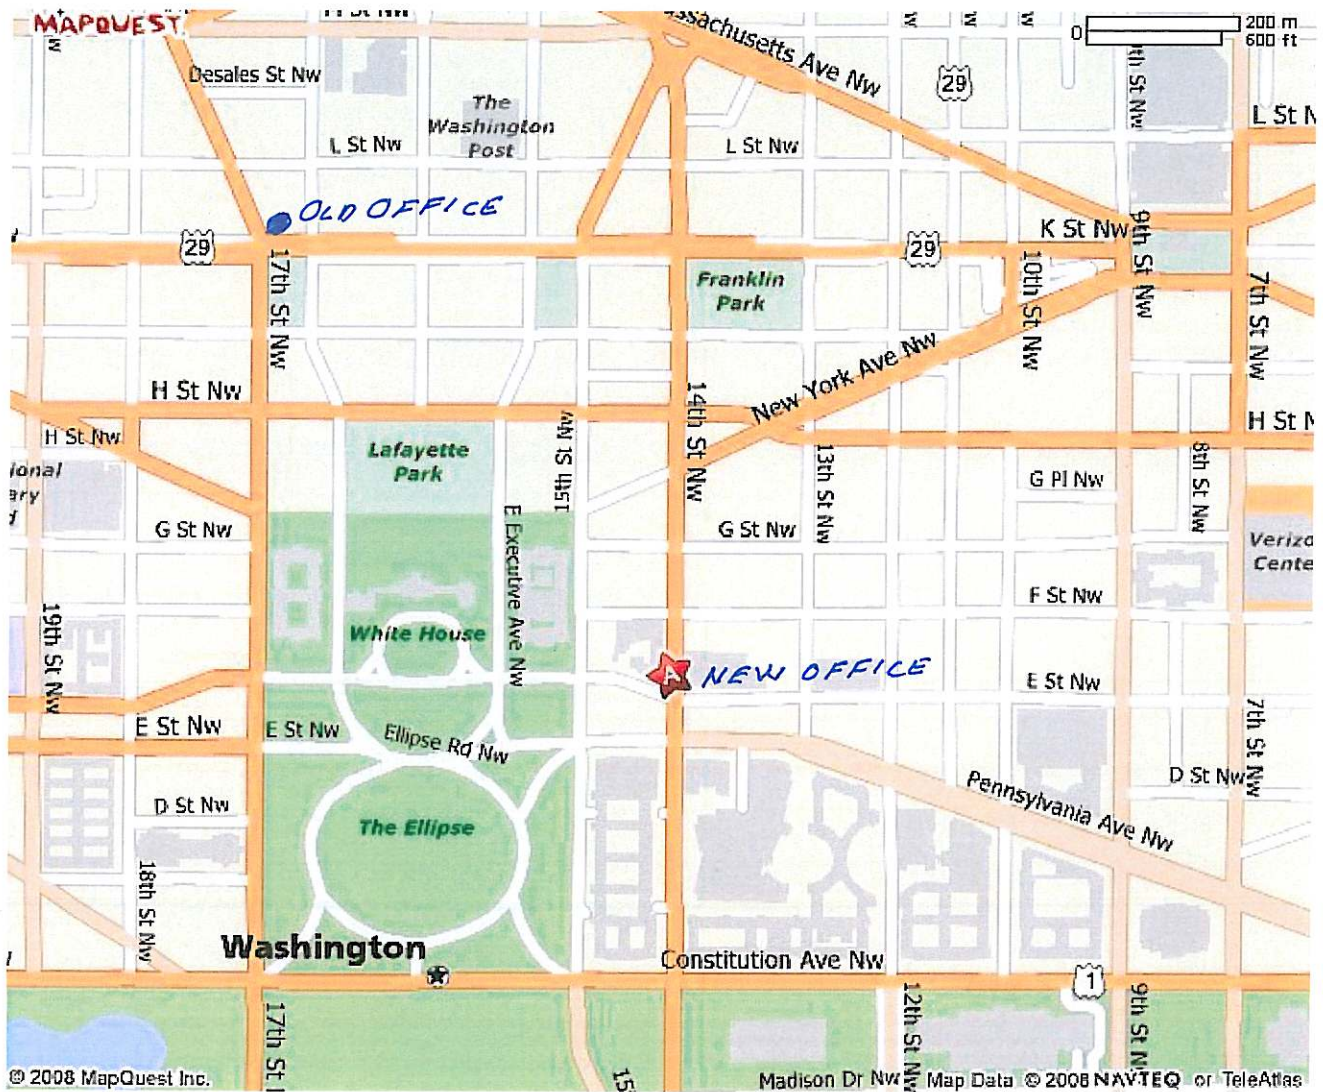 MAPQUEST
M St Nw
Massachusetts Ave Nw
0
200 m
600 ft
Desales St Nw
29
The
Washington
Post
L St Nw
L St Nw
L St N
OLD OFFICE
K St Nw
9th St Nw
29
29
17th St Nw
Franklin
Park
10th St Nw
7th St Nw
New York Ave Nw
H St Nw
14th St Nw
H St Nw
H St N
Lafayette
Park
15th St Nw
13th St Nw
G Pl Nw
8th St Nw
ional
ary
d
G St Nw
E Executive Ave Nw
G St Nw
Verizo
Cente
F St Nw
19th St Nw
White House
A
NEW OFFICE
E St Nw
E St Nw
E St Nw
Ellipse Rd Nw
7th St Nw
D St Nw
Pennsylvania Ave Nw
D St Nw
The Ellipse
18th St Nw
Washington
Constitution Ave Nw
1
17th St
12th St Nw
9th St N
15
© 2008 MapQuest Inc.
Madison Dr Nw
Map Data © 2008 NAVTEQ or TeleAtlas